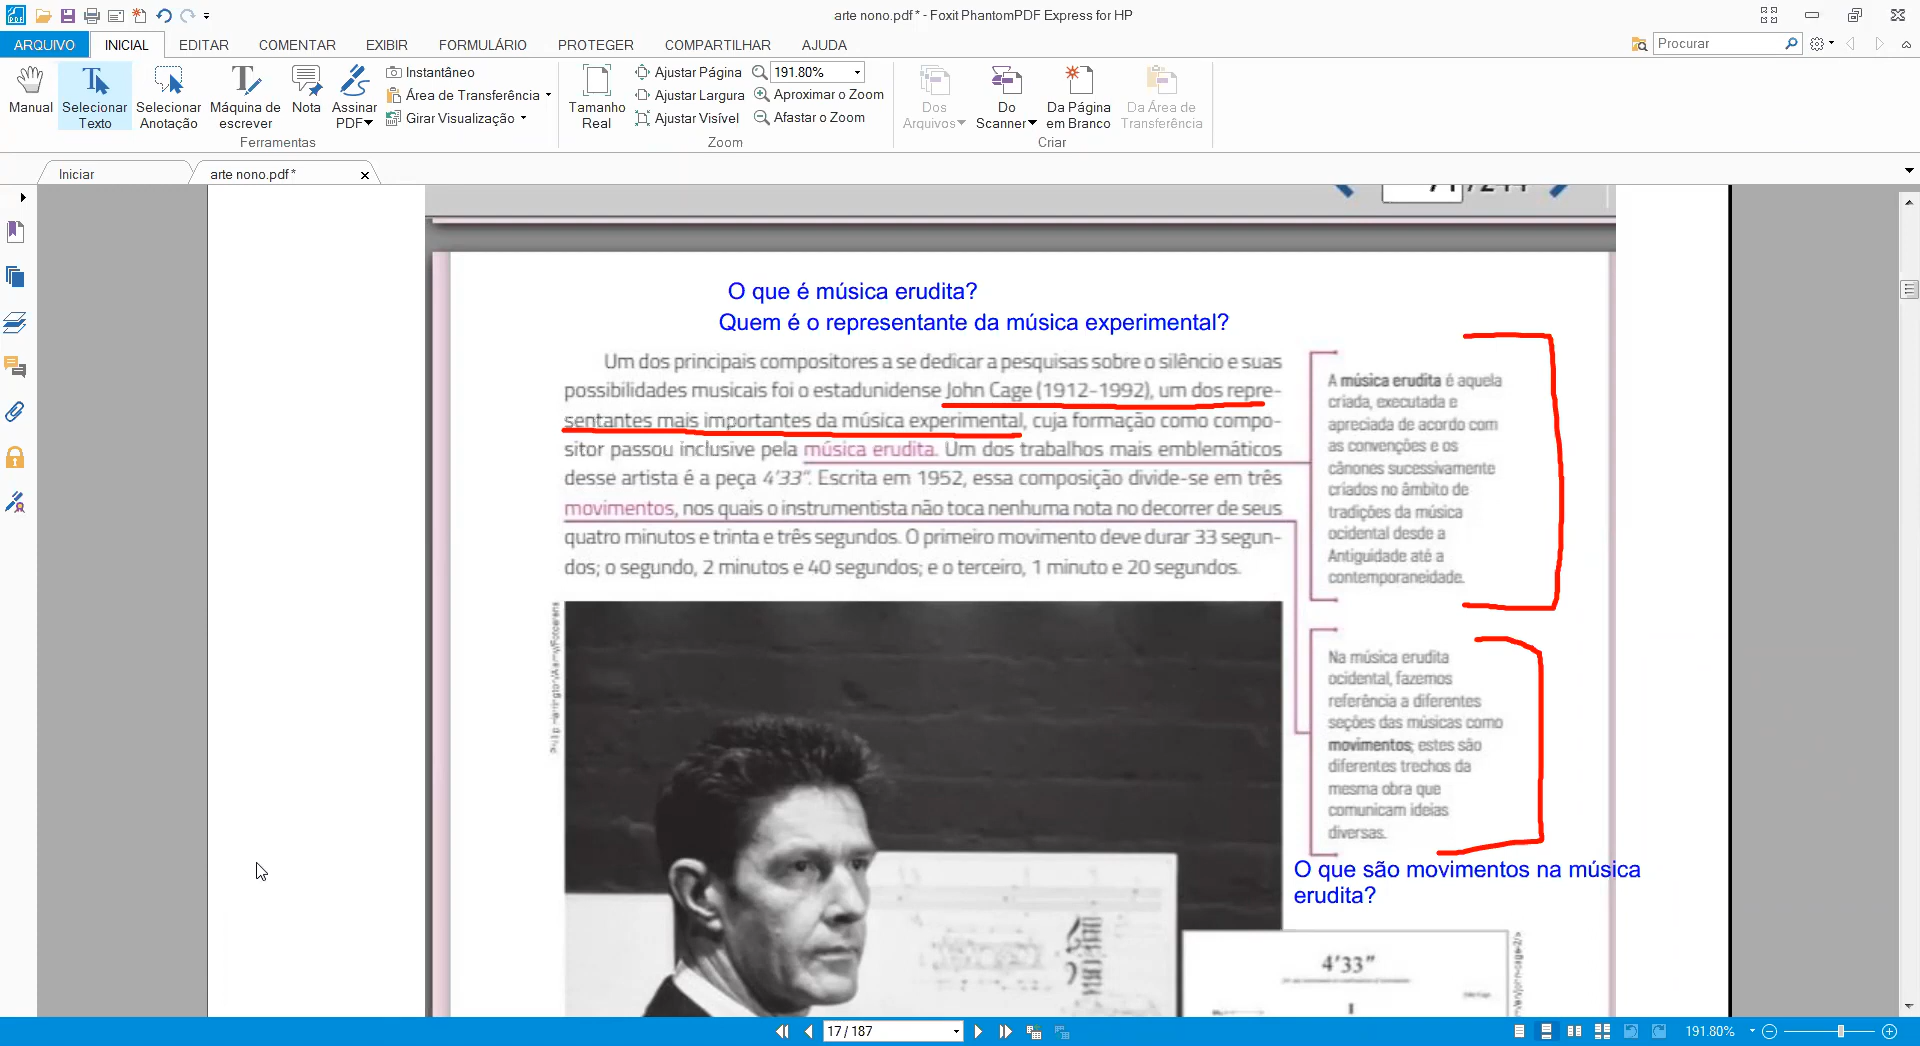 arte nono.pdf * - Foxit PhantomPDF Express for HP
ARQUIVO INICIAL EDITAR COMENTAR EXIBIR FORMULÁRIO PROTEGER COMPARTILHAR AJUDA
Procurar
Manual
Selecionar Texto
Selecionar Anotação
Máquina de escrever
Nota
Assinar PDF
Instantâneo
Área de Transferência
Girar Visualização
Ferramentas
Tamanho Real
Ajustar Página
Ajustar Largura
Ajustar Visível
191.80%
Aproximar o Zoom
Afastar o Zoom
Zoom
Dos Arquivos
Do Scanner
Da Página em Branco
Da Área de Transferência
Criar
Iniciar
arte nono.pdf *
O que é música erudita?
Quem é o representante da música experimental?
Um dos principais compositores a se dedicar a pesquisas sobre o silêncio e suas
possibilidades musicais foi o estadunidense John Cage (1912-1992), um dos repre-
sentantes mais importantes da música experimental, cuja formação como compo-
sitor passou inclusive pela música erudita. Um dos trabalhos mais emblemáticos
desse artista é a peça 4'33". Escrita em 1952, essa composição divide-se em três
movimentos, nos quais o instrumentista não toca nenhuma nota no decorrer de seus
quatro minutos e trinta e três segundos. O primeiro movimento deve durar 33 segun-
dos; o segundo, 2 minutos e 40 segundos; e o terceiro, 1 minuto e 20 segundos.
A música erudita é aquela
criada, executada e
apreciada de acordo com
as convenções e os
cânones sucessivamente
criados no âmbito de
tradições da música
ocidental desde a
Antiguidade até a
contemporaneidade.
Na música erudita
ocidental, fazemos
referência a diferentes
seções das músicas como
movimentos; estes são
diferentes trechos da
mesma obra que
comunicam ideias
diversas.
O que são movimentos na música
erudita?
4'33"
I
17 / 187
191.80%